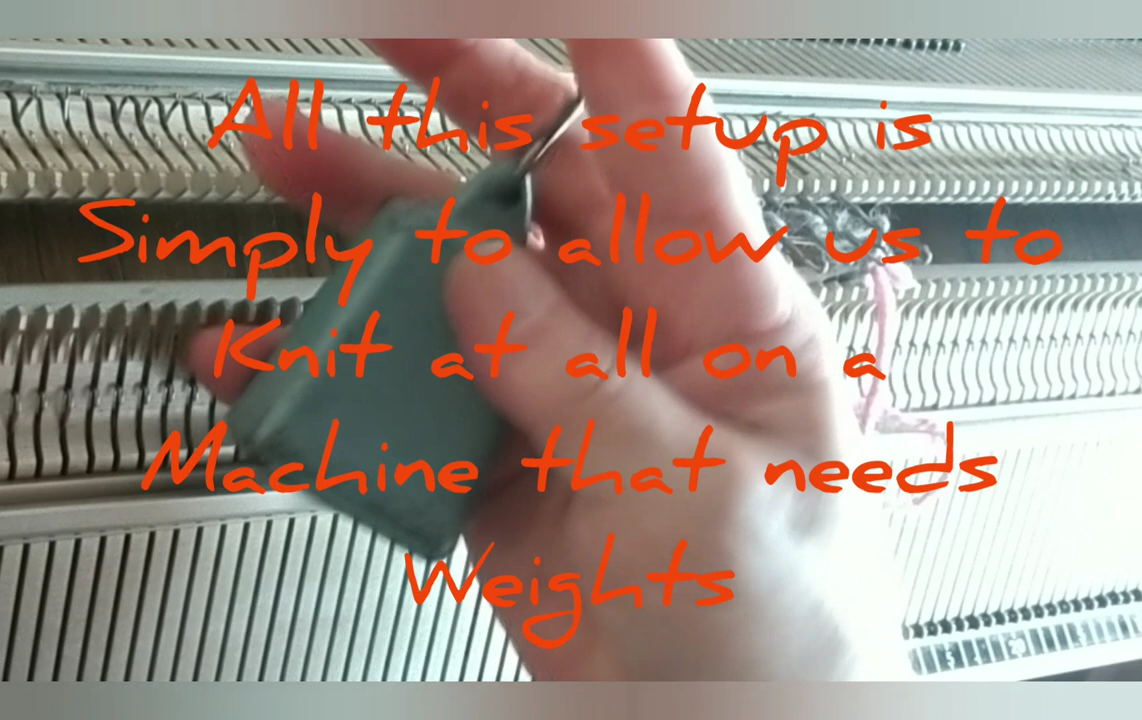 All this setup is
Simply to allow us to
Knit at all on a
Machine that needs
Weights